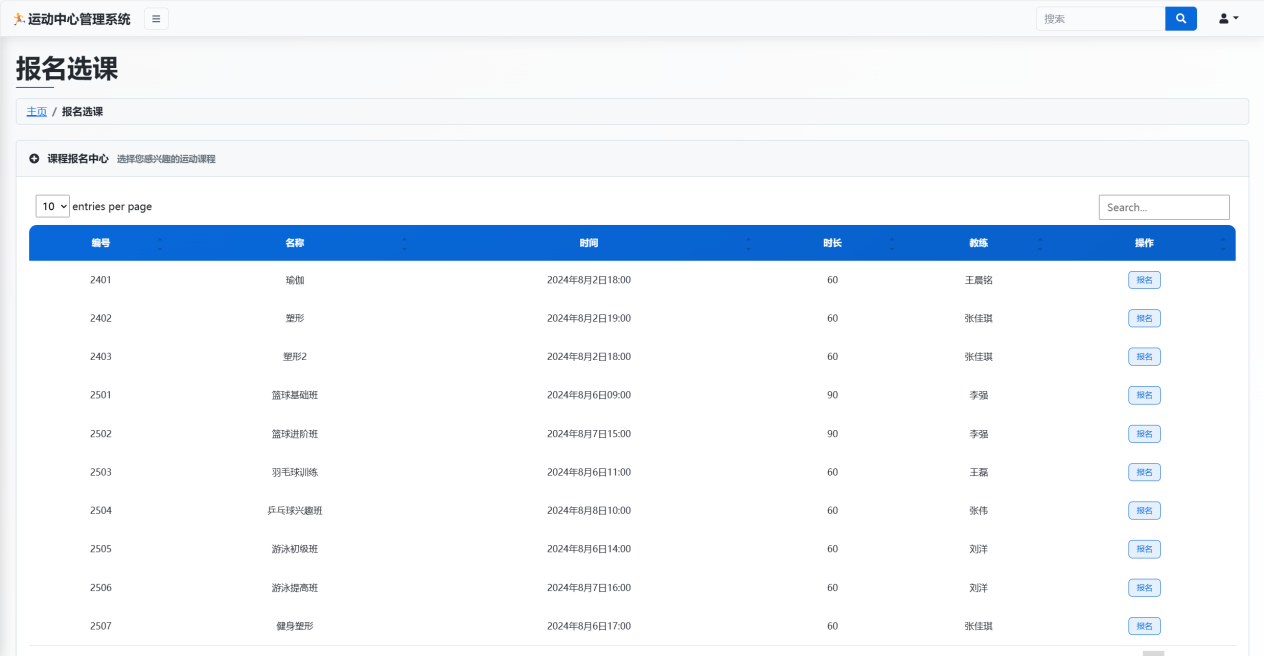 运动中心管理系统
搜索
报名选课
主页 / 报名选课
课程报名中心 选择您感兴趣的运动课程
10 entries per page
Search...
编号 名称 时间 时长 教练 操作
2401 瑜伽 2024年8月2日18:00 60 王晨铭 报名
2402 塑形 2024年8月2日19:00 60 张佳琪 报名
2403 塑形2 2024年8月2日18:00 60 张佳琪 报名
2501 篮球基础班 2024年8月6日09:00 90 李强 报名
2502 篮球进阶班 2024年8月7日15:00 90 李强 报名
2503 羽毛球训练 2024年8月6日11:00 60 王磊 报名
2504 乒乓球兴趣班 2024年8月8日10:00 60 张伟 报名
2505 游泳初级班 2024年8月6日14:00 60 刘洋 报名
2506 游泳提高班 2024年8月7日16:00 60 刘洋 报名
2507 健身塑形 2024年8月6日17:00 60 张佳琪 报名